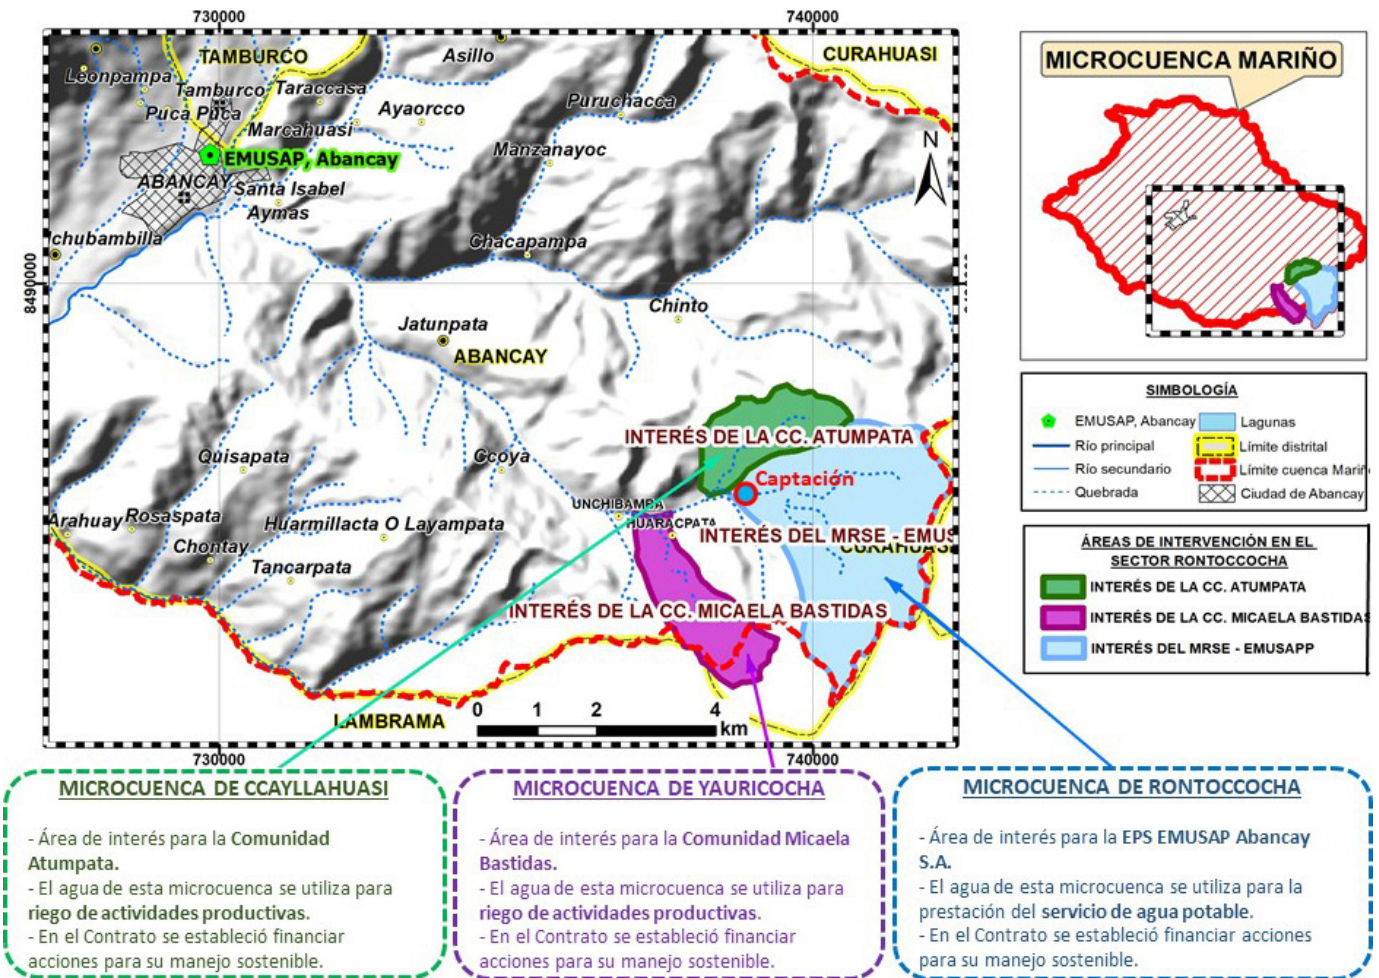 730000
740000
TAMBURCO
Asillo
CURAHUASI
Leonpampa
Tamburco
Taraccasa
Puca Puca
Ayaorcco
Puruchacca
Marcahuasi
N
Manzanayoc
EMUSAP, Abancay
ABANCAY
Santa Isabel
Aymas
chubambilla
Chacapampa
8490000
Chinto
Jatunpata
ABANCAY
INTERÉS DE LA CC. ATUMPATA
Quisapata
Ccoya
Captación
UNCHIBAMBA
Arahuay
Rosaspata
Huarmillacta O Layampata
HUARACPATA
INTERÉS DEL MRSE - EMUS
CURAHUASI
Chontay
Tancarpata
INTERÉS DE LA CC. MICAELA BASTIDAS
LAMBRAMA
0 1 2 4
km
730000
740000
MICROCUENCA MARIÑO
SIMBOLOGÍA
EMUSAP, Abancay
Lagunas
Río principal
Límite distrital
Río secundario
Límite cuenca Mariñ
Quebrada
Ciudad de Abancay
ÁREAS DE INTERVENCIÓN EN EL
SECTOR RONTOCCOCHA
INTERÉS DE LA CC. ATUMPATA
INTERÉS DE LA CC. MICAELA BASTIDAS
INTERÉS DEL MRSE - EMUSAPP
MICROCUENCA DE CCAYLLAHUASI
- Área de interés para la Comunidad
Atumpata.
- El agua de esta microcuenca se utiliza para
riego de actividades productivas.
- En el Contrato se estableció financiar
acciones para su manejo sostenible.
MICROCUENCA DE YAURICOCHA
- Área de interés para la Comunidad Micaela
Bastidas.
- El agua de esta microcuenca se utiliza para
riego de actividades productivas.
- En el Contrato se estableció financiar
acciones para su manejo sostenible.
MICROCUENCA DE RONTOCCOCHA
- Área de interés para la EPS EMUSAP Abancay
S.A.
- El agua de esta microcuenca se utiliza para la
prestación del servicio de agua potable.
- En el Contrato se estableció financiar acciones
para su manejo sostenible.